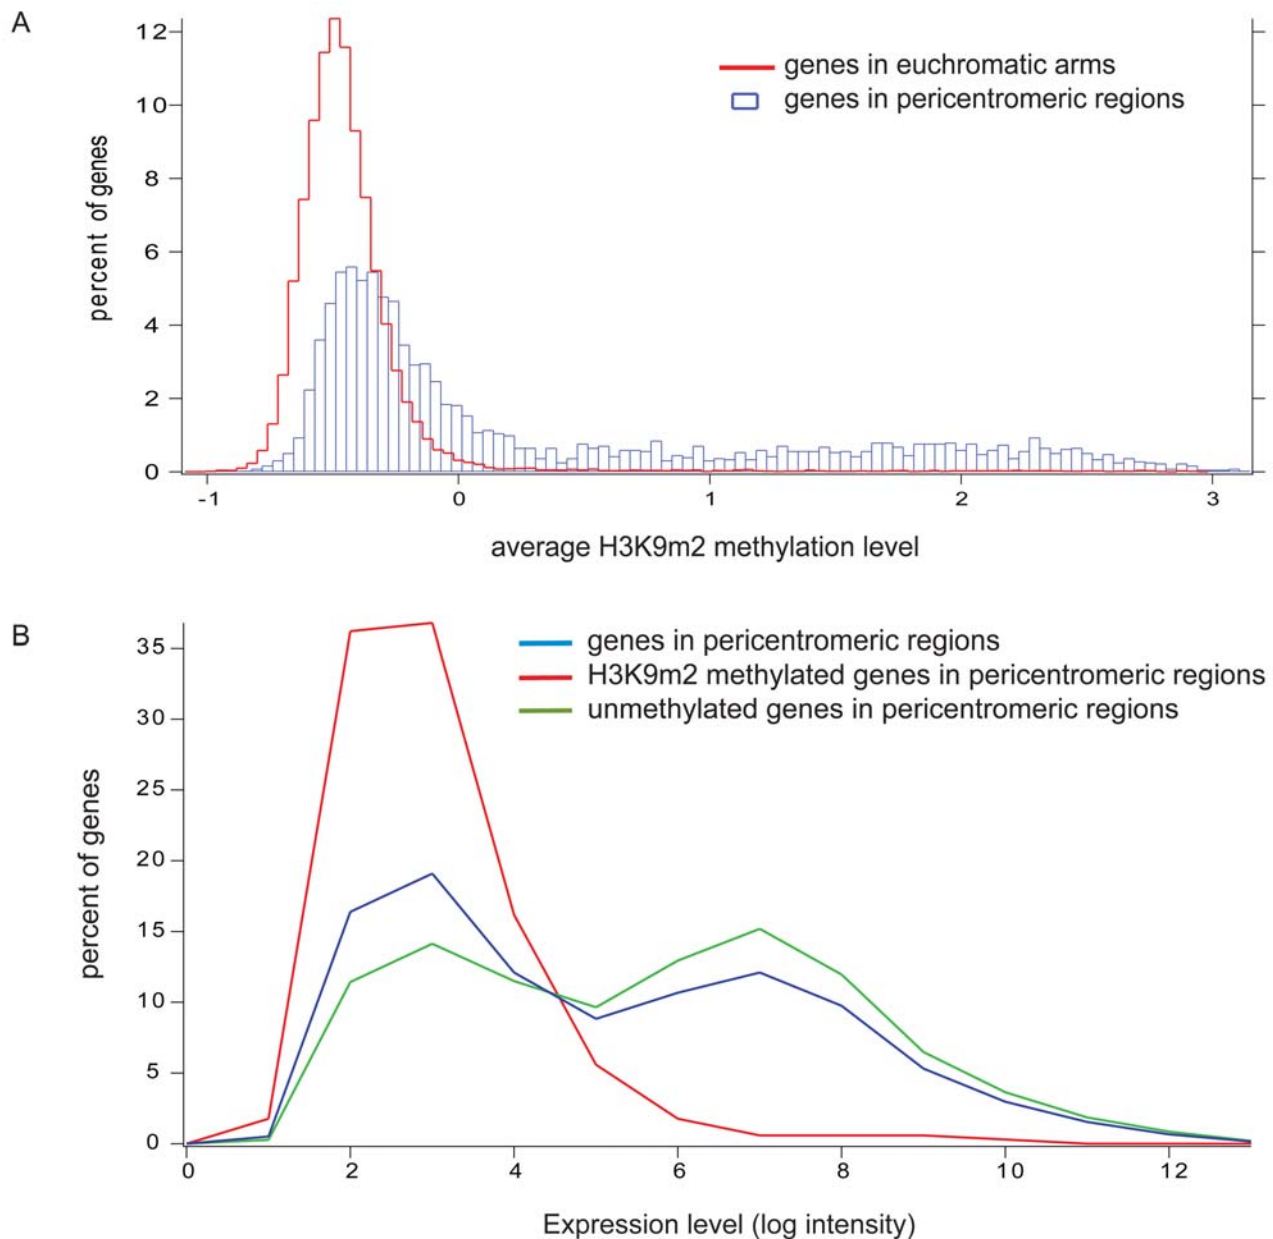 A
percent of genes
12
10
8
6
4
2
0
genes in euchromatic arms
genes in pericentromeric regions
-1 0 1 2 3
average H3K9m2 methylation level
B
percent of genes
35
30
25
20
15
10
5
0
genes in pericentromeric regions
H3K9m2 methylated genes in pericentromeric regions
unmethylated genes in pericentromeric regions
0 2 4 6 8 10 12
Expression level (log intensity)